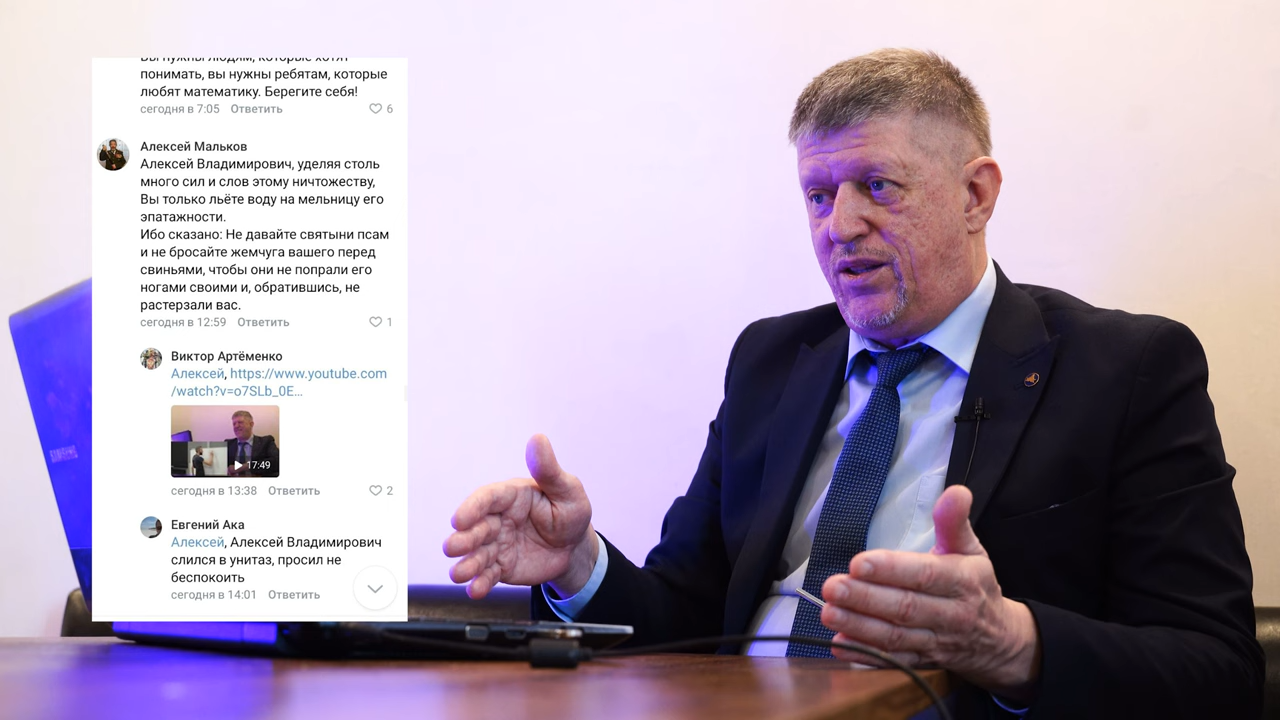 понимать, вы нужны ребятам, которые
любят математику. Берегите себя!
сегодня в 7:05 Ответить 6
Алексей Мальков
Алексей Владимирович, уделяя столь
много сил и слов этому ничтожеству,
Вы только льёте воду на мельницу его
эпатажности.
Ибо сказано: Не давайте святыни псам
и не бросайте жемчуга вашего перед
свиньями, чтобы они не попрали его
ногами своими и, обратившись, не
растерзали вас.
сегодня в 12:59 Ответить 1
Виктор Артёменко
Алексей, https://www.youtube.com
/watch?v=o7SLb_0E...
17:49
сегодня в 13:38 Ответить 2
Евгений Ака
Алексей, Алексей Владимирович
слился в унитаз, просил не
беспокоить
сегодня в 14:01 Ответить
SAMSUNG